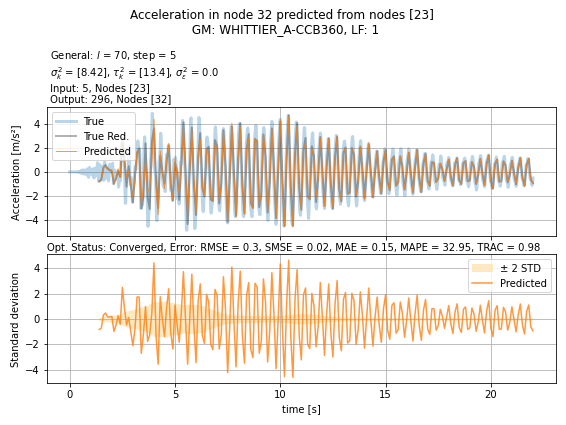 Acceleration in node 32 predicted from nodes [23]
GM: WHITTIER_A-CCB360, LF: 1
General: l = 70, step = 5
σ²ₖ = [8.42], τ²ₖ = [13.4], σ²ε = 0.0
Input: 5, Nodes [23]
Output: 296, Nodes [32]
True
True Red.
Predicted
Acceleration [m/s²]
4
2
0
−2
−4
Opt. Status: Converged, Error: RMSE = 0.3, SMSE = 0.02, MAE = 0.15, MAPE = 32.95, TRAC = 0.98
± 2 STD
Predicted
Standard deviation
4
2
0
−2
−4
0 5 10 15 20
time [s]